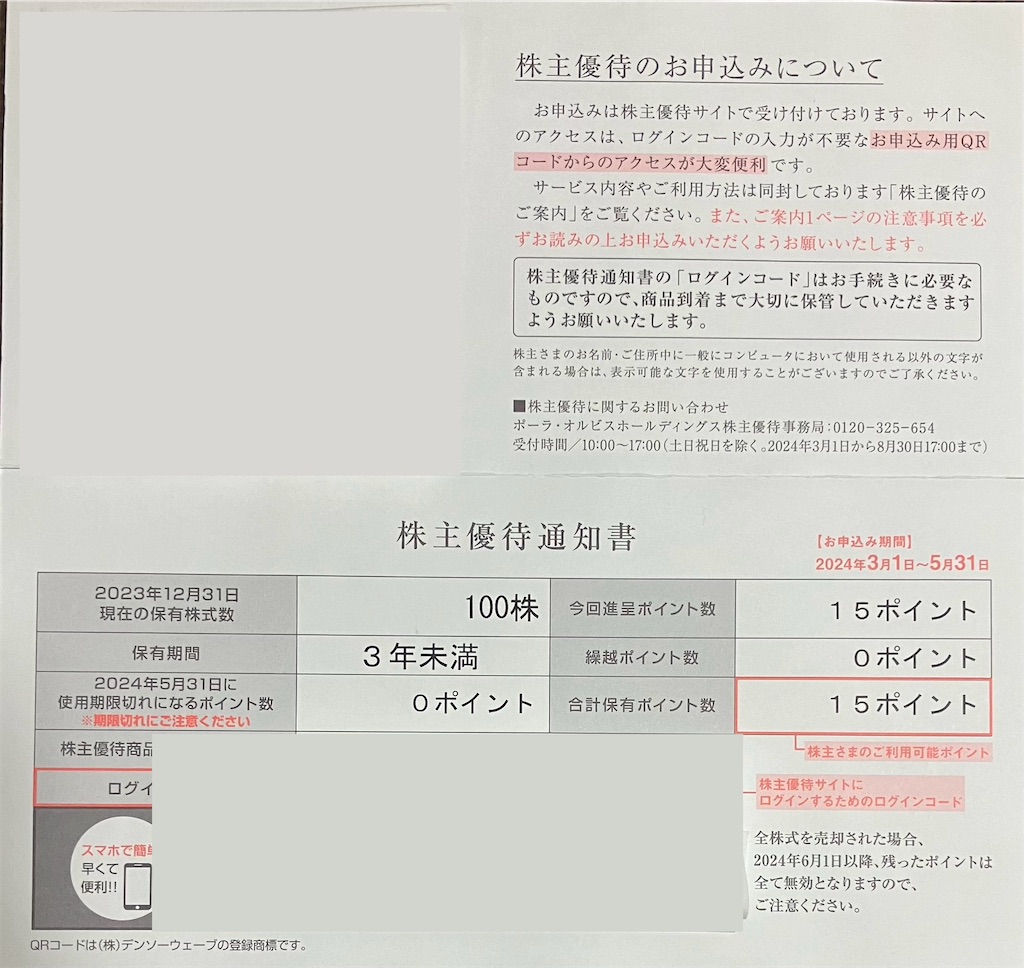 株主優待のお申込みについて
お申込みは株主優待サイトで受け付けております。サイトへ
のアクセスは、ログインコードの入力が不要なお申込み用QR
コードからのアクセスが大変便利です。
サービス内容やご利用方法は同封しております「株主優待の
ご案内」をご覧ください。また、ご案内1ページの注意事項を必
ずお読みの上お申込みいただくようお願いいたします。
株主優待通知書の「ログインコード」はお手続きに必要な
ものですので、商品到着まで大切に保管していただきます
ようお願いいたします。
株主さまのお名前・ご住所中に一般にコンピュータにおいて使用される以外の文字が
含まれる場合は、表示可能な文字を使用することがございますのでご了承ください。
■株主優待に関するお問い合わせ
ポーラ・オルビスホールディングス株主優待事務局:0120-325-654
受付時間/10:00〜17:00(土日祝日を除く。2024年3月1日から8月30日17:00まで)
株主優待通知書
【お申込み期間】
2024年3月1日〜5月31日
2023年12月31日
現在の保有株式数
100株
今回進呈ポイント数
15ポイント
保有期間
3年未満
繰越ポイント数
0ポイント
2024年5月31日に
使用期限切れになるポイント数
※期限切れにご注意ください
0ポイント
合計保有ポイント数
15ポイント
株主優待商品
株主さまのご利用可能ポイント
ログイ
株主優待サイトに
ログインするためのログインコード
スマホで簡単
早くて
便利!!
全株式を売却された場合、
2024年6月1日以降、残ったポイントは
全て無効となりますので、
ご注意ください。
QRコードは(株)デンソーウェーブの登録商標です。